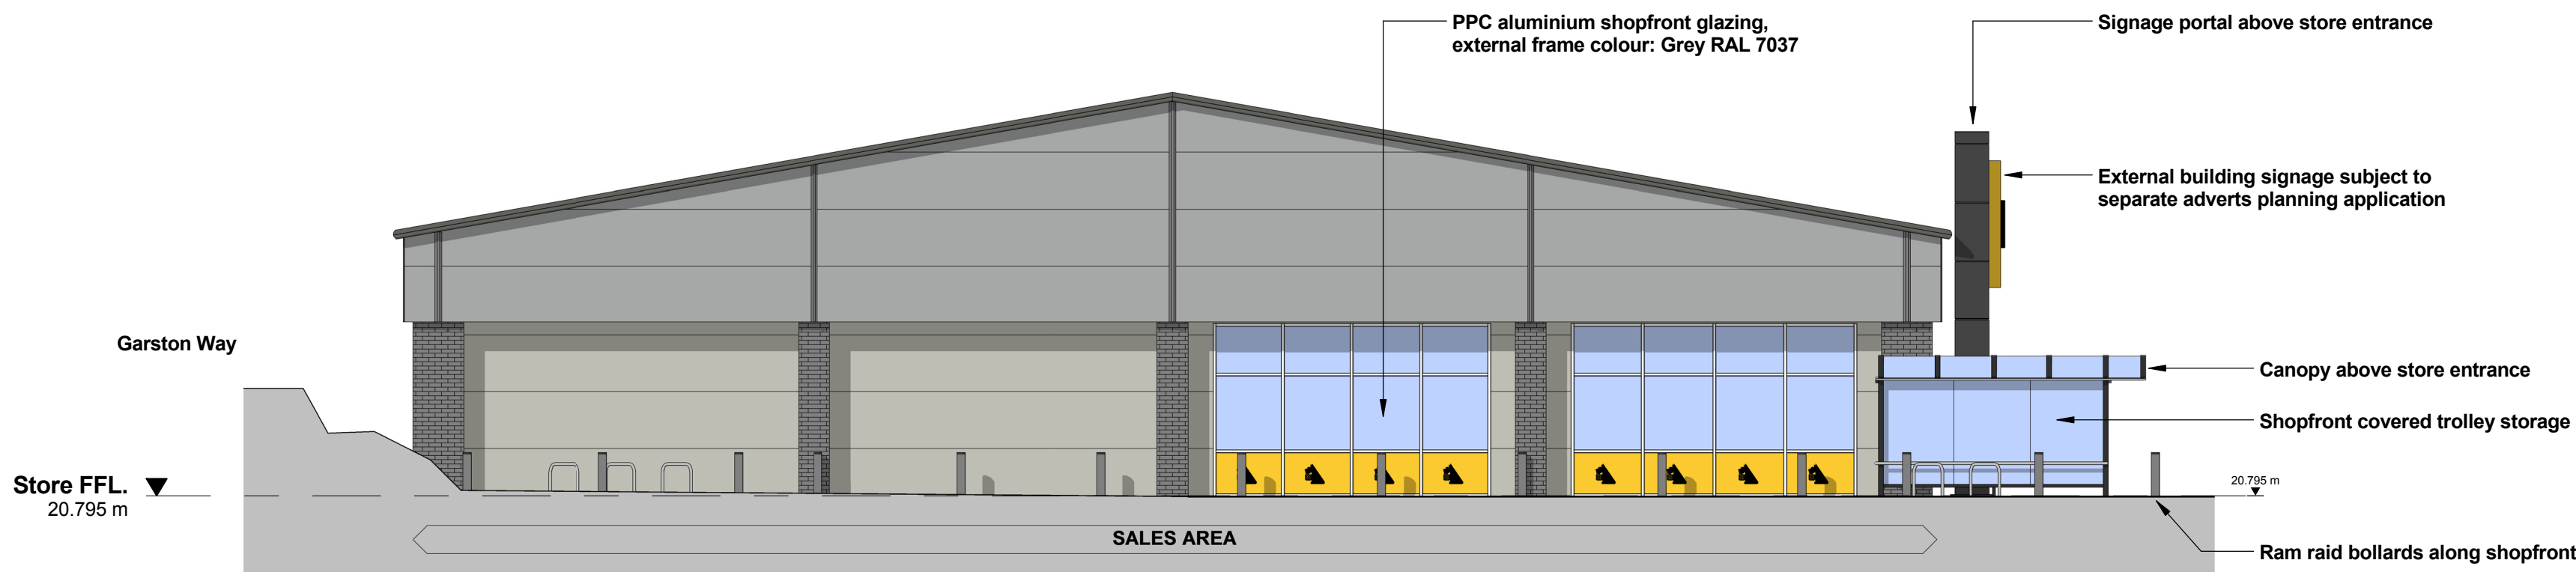 PPC aluminium shopfront glazing,
external frame colour: Grey RAL 7037
Signage portal above store entrance
External building signage subject to
separate adverts planning application
Garston Way
Canopy above store entrance
Shopfront covered trolley storage
Store FFL.
20.795 m
20.795 m
SALES AREA
Ram raid bollards along shopfront